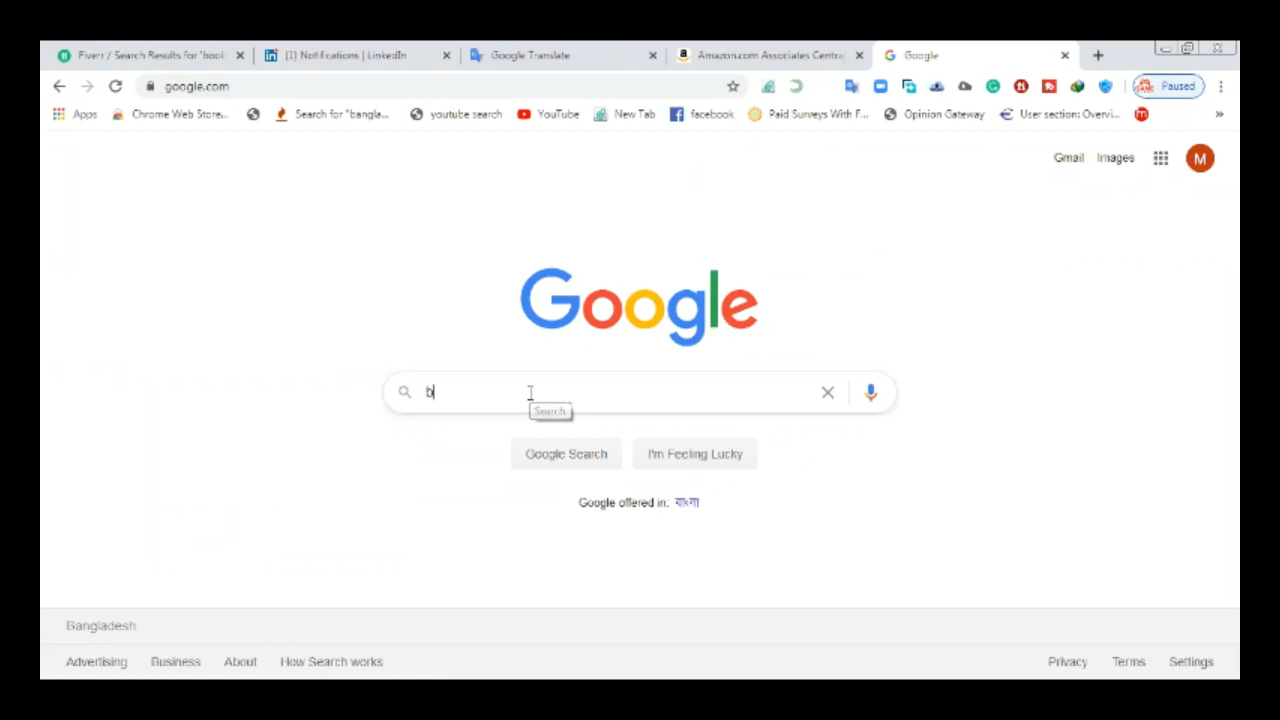 Fiverr / Search Results for 'bool
(1) Notifications | LinkedIn
Google Translate
Amazon.com Associates Central
Google
google.com
Paused
Apps
Chrome Web Store...
Search for "bangla...
youtube search
YouTube
New Tab
facebook
Paid Surveys With F...
Opinion Gateway
User section: Overvi...
Gmail
Images
M
Google
b
Search
Google Search
I'm Feeling Lucky
Google offered in: বাংলা
Bangladesh
Advertising
Business
About
How Search works
Privacy
Terms
Settings